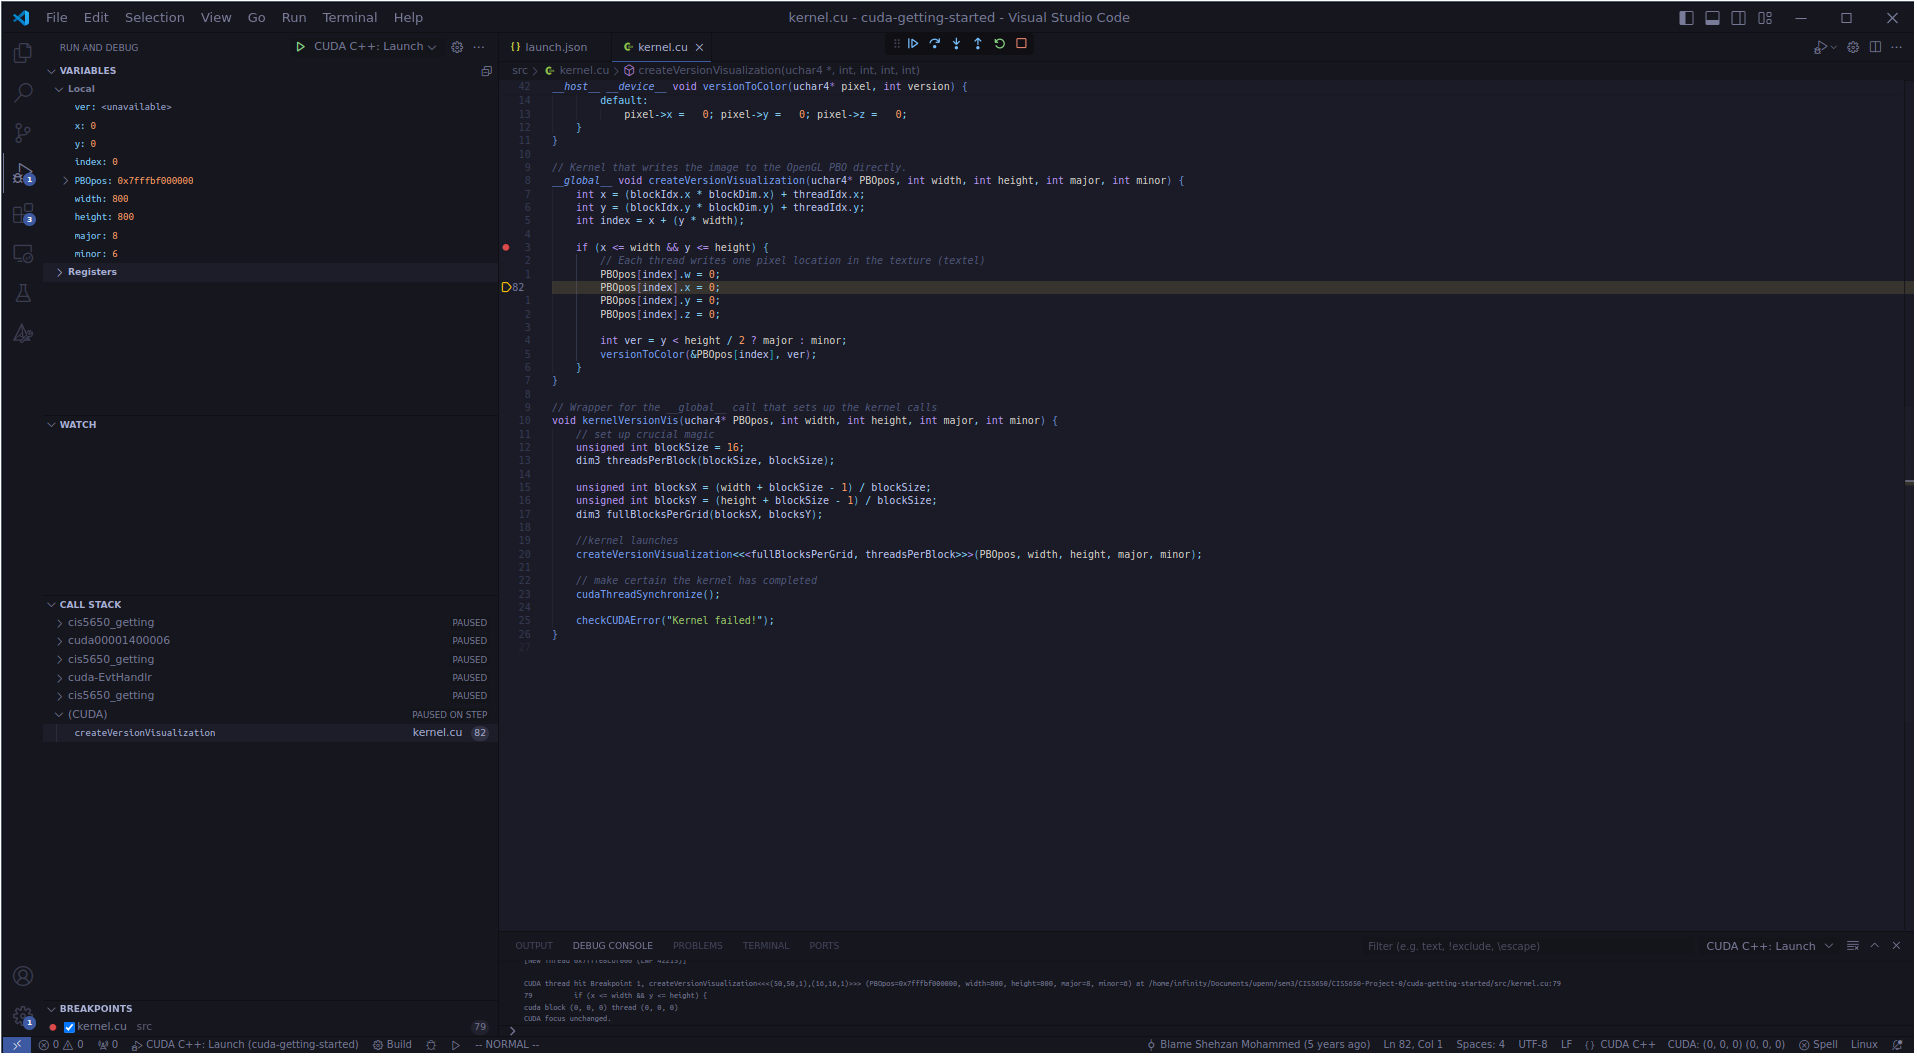 File Edit Selection View Go Run Terminal Help
kernel.cu - cuda-getting-started - Visual Studio Code
RUN AND DEBUG
CUDA C++: Launch
VARIABLES
Local
ver: <unavailable>
x: 0
y: 0
index: 0
PBOpos: 0x7fffbf000000
width: 800
height: 800
major: 8
minor: 6
Registers
1
3
WATCH
CALL STACK
cis5650_getting PAUSED
cuda00001400006 PAUSED
cis5650_getting PAUSED
cuda-EvtHandlr PAUSED
cis5650_getting PAUSED
(CUDA) PAUSED ON STEP
createVersionVisualization kernel.cu 82
1
BREAKPOINTS
kernel.cu src 79
launch.json
kernel.cu
src > kernel.cu > createVersionVisualization(uchar4 *, int, int, int, int)
42 __host__ __device__ void versionToColor(uchar4* pixel, int version) {
14 default:
13 pixel->x =   0; pixel->y =   0; pixel->z =   0;
12 }
11 }
10
9 // Kernel that writes the image to the OpenGL PBO directly.
8 __global__ void createVersionVisualization(uchar4* PBOpos, int width, int height, int major, int minor) {
7 int x = (blockIdx.x * blockDim.x) + threadIdx.x;
6 int y = (blockIdx.y * blockDim.y) + threadIdx.y;
5 int index = x + (y * width);
4
3 if (x <= width && y <= height) {
2 // Each thread writes one pixel location in the texture (textel)
1 PBOpos[index].w = 0;
82 PBOpos[index].x = 0;
1 PBOpos[index].y = 0;
2 PBOpos[index].z = 0;
3
4 int ver = y < height / 2 ? major : minor;
5 versionToColor(&PBOpos[index], ver);
6 }
7 }
8
9 // Wrapper for the __global__ call that sets up the kernel calls
10 void kernelVersionVis(uchar4* PBOpos, int width, int height, int major, int minor) {
11 // set up crucial magic
12 unsigned int blockSize = 16;
13 dim3 threadsPerBlock(blockSize, blockSize);
14
15 unsigned int blocksX = (width + blockSize - 1) / blockSize;
16 unsigned int blocksY = (height + blockSize - 1) / blockSize;
17 dim3 fullBlocksPerGrid(blocksX, blocksY);
18
19 //kernel launches
20 createVersionVisualization<<<fullBlocksPerGrid, threadsPerBlock>>>(PBOpos, width, height, major, minor);
21
22 // make certain the kernel has completed
23 cudaThreadSynchronize();
24
25 checkCUDAError("Kernel failed!");
26 }
27
OUTPUT DEBUG CONSOLE PROBLEMS TERMINAL PORTS
Filter (e.g. text, !exclude, \escape)
CUDA C++: Launch
CUDA thread hit Breakpoint 1, createVersionVisualization<<<(50,50,1),(16,16,1)>>> (PBOpos=0x7fffbf000000, width=800, height=800, major=8, minor=6) at /home/infinity/Documents/upenn/sem3/CIS5650/CIS5650-Project-0/cuda-getting-started/src/kernel.cu:79
79 if (x <= width && y <= height) {
cuda block (0, 0, 0) thread (0, 0, 0)
CUDA focus unchanged.
>
0 0 0 CUDA C++: Launch (cuda-getting-started) Build -- NORMAL -- Blame Shehzan Mohammed (5 years ago) Ln 82, Col 1 Spaces: 4 UTF-8 LF {} CUDA C++ CUDA: (0, 0, 0) (0, 0, 0) Spell Linux